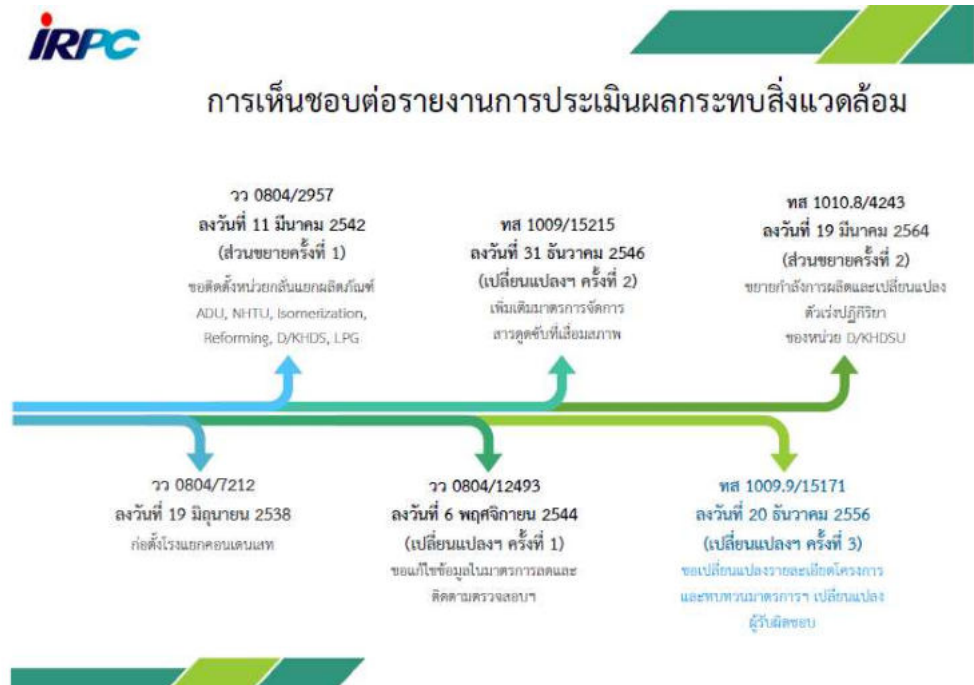 IRPC
การเห็นชอบต่อรายงานการประเมินผลกระทบสิ่งแวดล้อม
วว 0804/2957
ลงวันที่ 11 มีนาคม 2542
(ส่วนขยายครั้งที่ 1)
ขอติดตั้งหน่วยกลั่นแยกผลิตภัณฑ์
ADU, NHTU, Isomerization,
Reforming, D/KHDS, LPG
ทส 1009/15215
ลงวันที่ 31 ธันวาคม 2546
(เปลี่ยนแปลงฯ ครั้งที่ 2)
เพิ่มเติมมาตรการจัดการ
สารดูดซับที่เสื่อมสภาพ
ทส 1010.8/4243
ลงวันที่ 19 มีนาคม 2564
(ส่วนขยายครั้งที่ 2)
ขยายกำลังการผลิตและเปลี่ยนแปลง
ตัวเร่งปฏิกิริยา
ของหน่วย D/KHDSU
วว 0804/7212
ลงวันที่ 19 มิถุนายน 2538
ก่อตั้งโรงแยกคอนเดนเสท
วว 0804/12493
ลงวันที่ 6 พฤศจิกายน 2544
(เปลี่ยนแปลงฯ ครั้งที่ 1)
ขอแก้ไขข้อมูลในมาตรการลดและ
ติดตามตรวจสอบฯ
ทส 1009.9/15171
ลงวันที่ 20 ธันวาคม 2556
(เปลี่ยนแปลงฯ ครั้งที่ 3)
ขอเปลี่ยนแปลงรายละเอียดโครงการ
และทบทวนมาตรการฯ เปลี่ยนแปลง
ผู้รับผิดชอบ